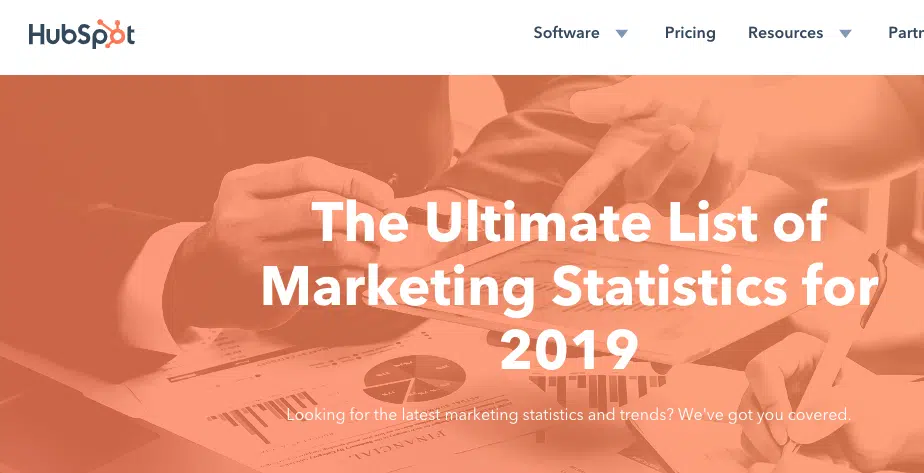 HubSpot
Software Pricing Resources Partn
The Ultimate List of
Marketing Statistics for
2019
Looking for the latest marketing statistics and trends? We've got you covered.
FINANCIAL